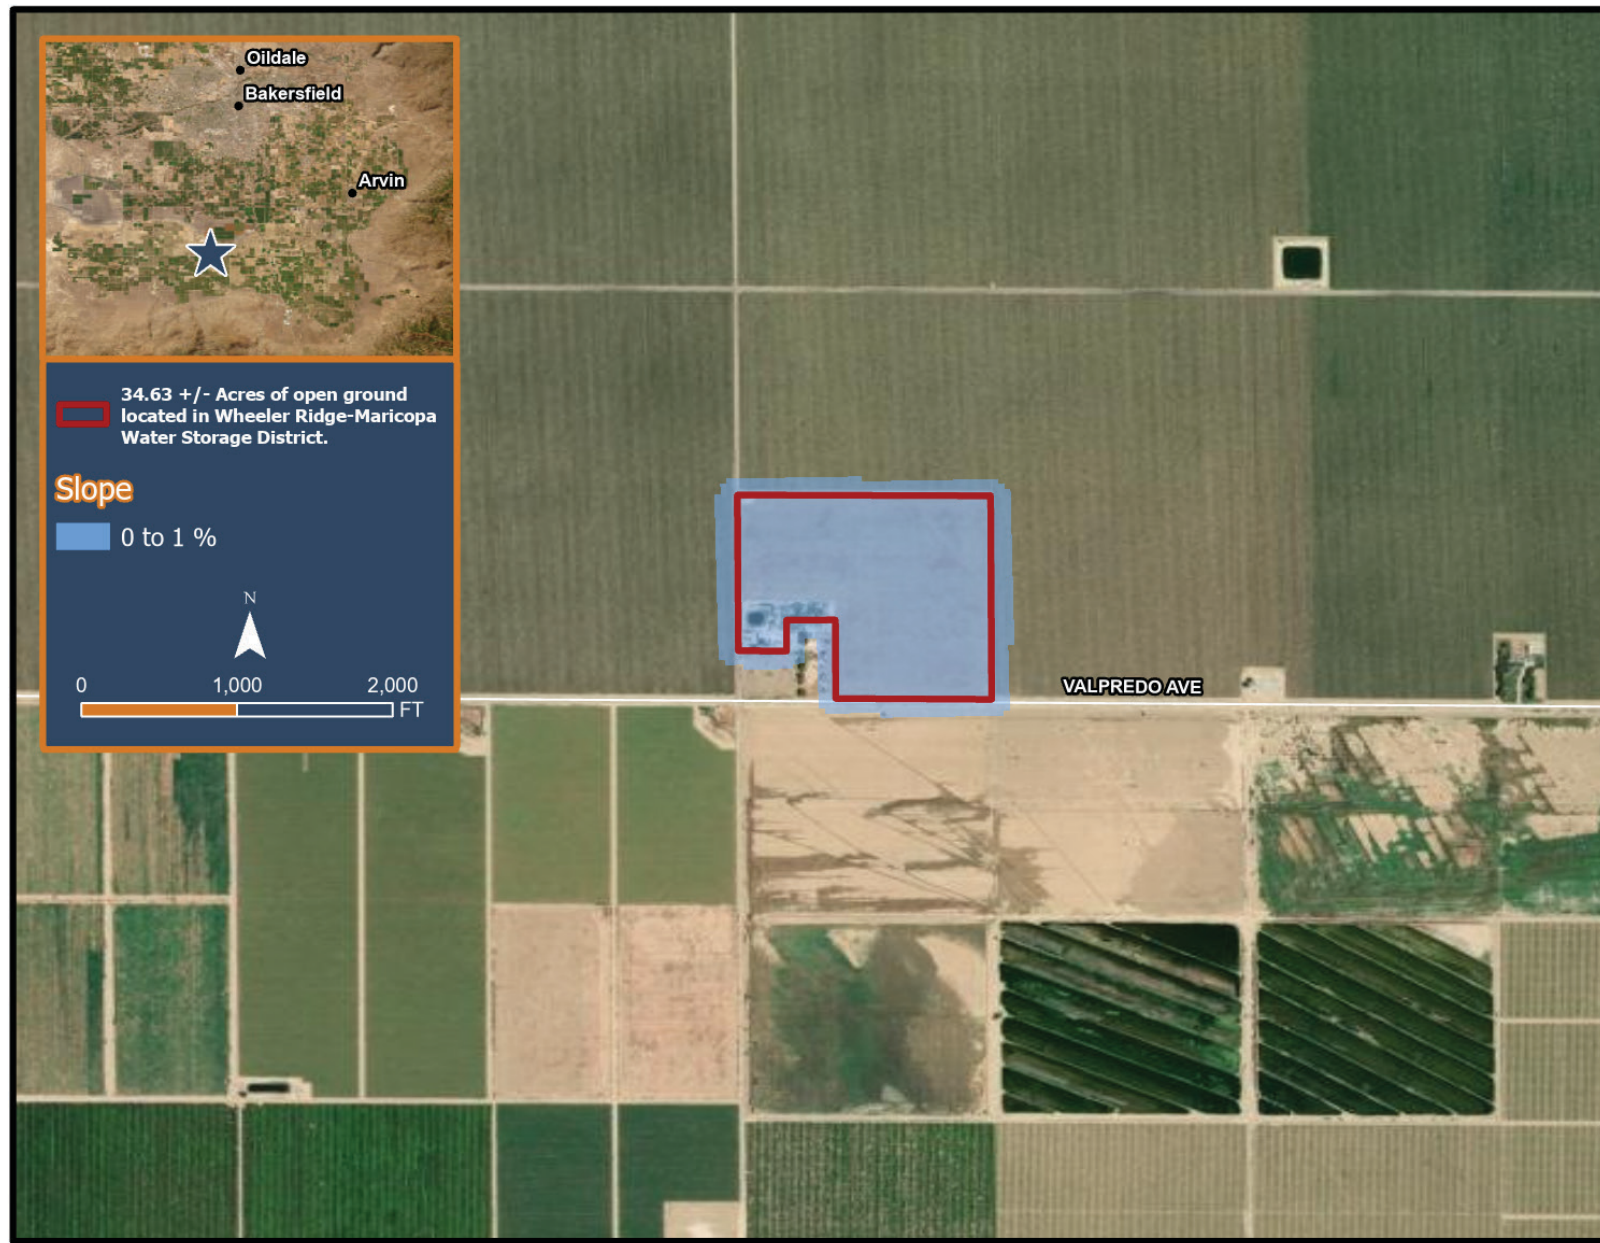 Oildale
Bakersfield
Arvin
34.63 +/- Acres of open ground
located in Wheeler Ridge-Maricopa
Water Storage District.
Slope
0 to 1 %
N
0 1,000 2,000
FT
VALPREDO AVE